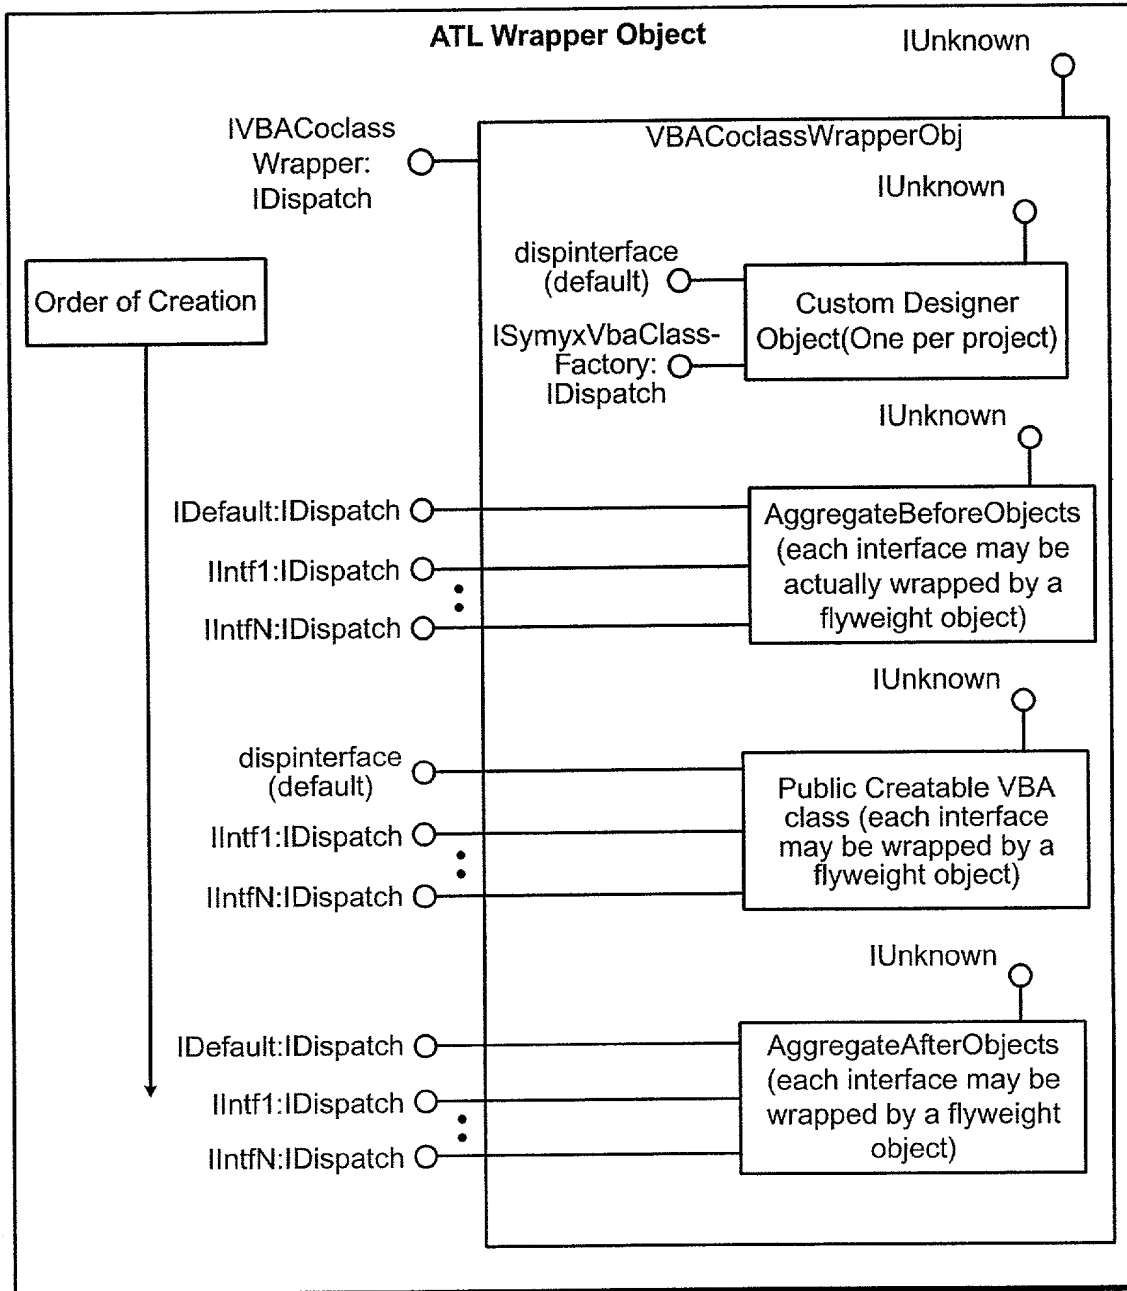 ATL Wrapper Object
IUnknown
IVBACoclass
Wrapper:
IDispatch
VBACoclassWrapperObj
IUnknown
dispinterface
(default)
Order of Creation
Custom Designer
Object(One per project)
ISymyxVbaClass-
Factory:
IDispatch
IUnknown
IDefault:IDispatch
IIntf1:IDispatch
IIntfN:IDispatch
AggregateBeforeObjects
(each interface may be
actually wrapped by a
flyweight object)
IUnknown
dispinterface
(default)
IIntf1:IDispatch
IIntfN:IDispatch
Public Creatable VBA
class (each interface
may be wrapped by a
flyweight object)
IUnknown
IDefault:IDispatch
IIntf1:IDispatch
IIntfN:IDispatch
AggregateAfterObjects
(each interface may be
wrapped by a flyweight
object)